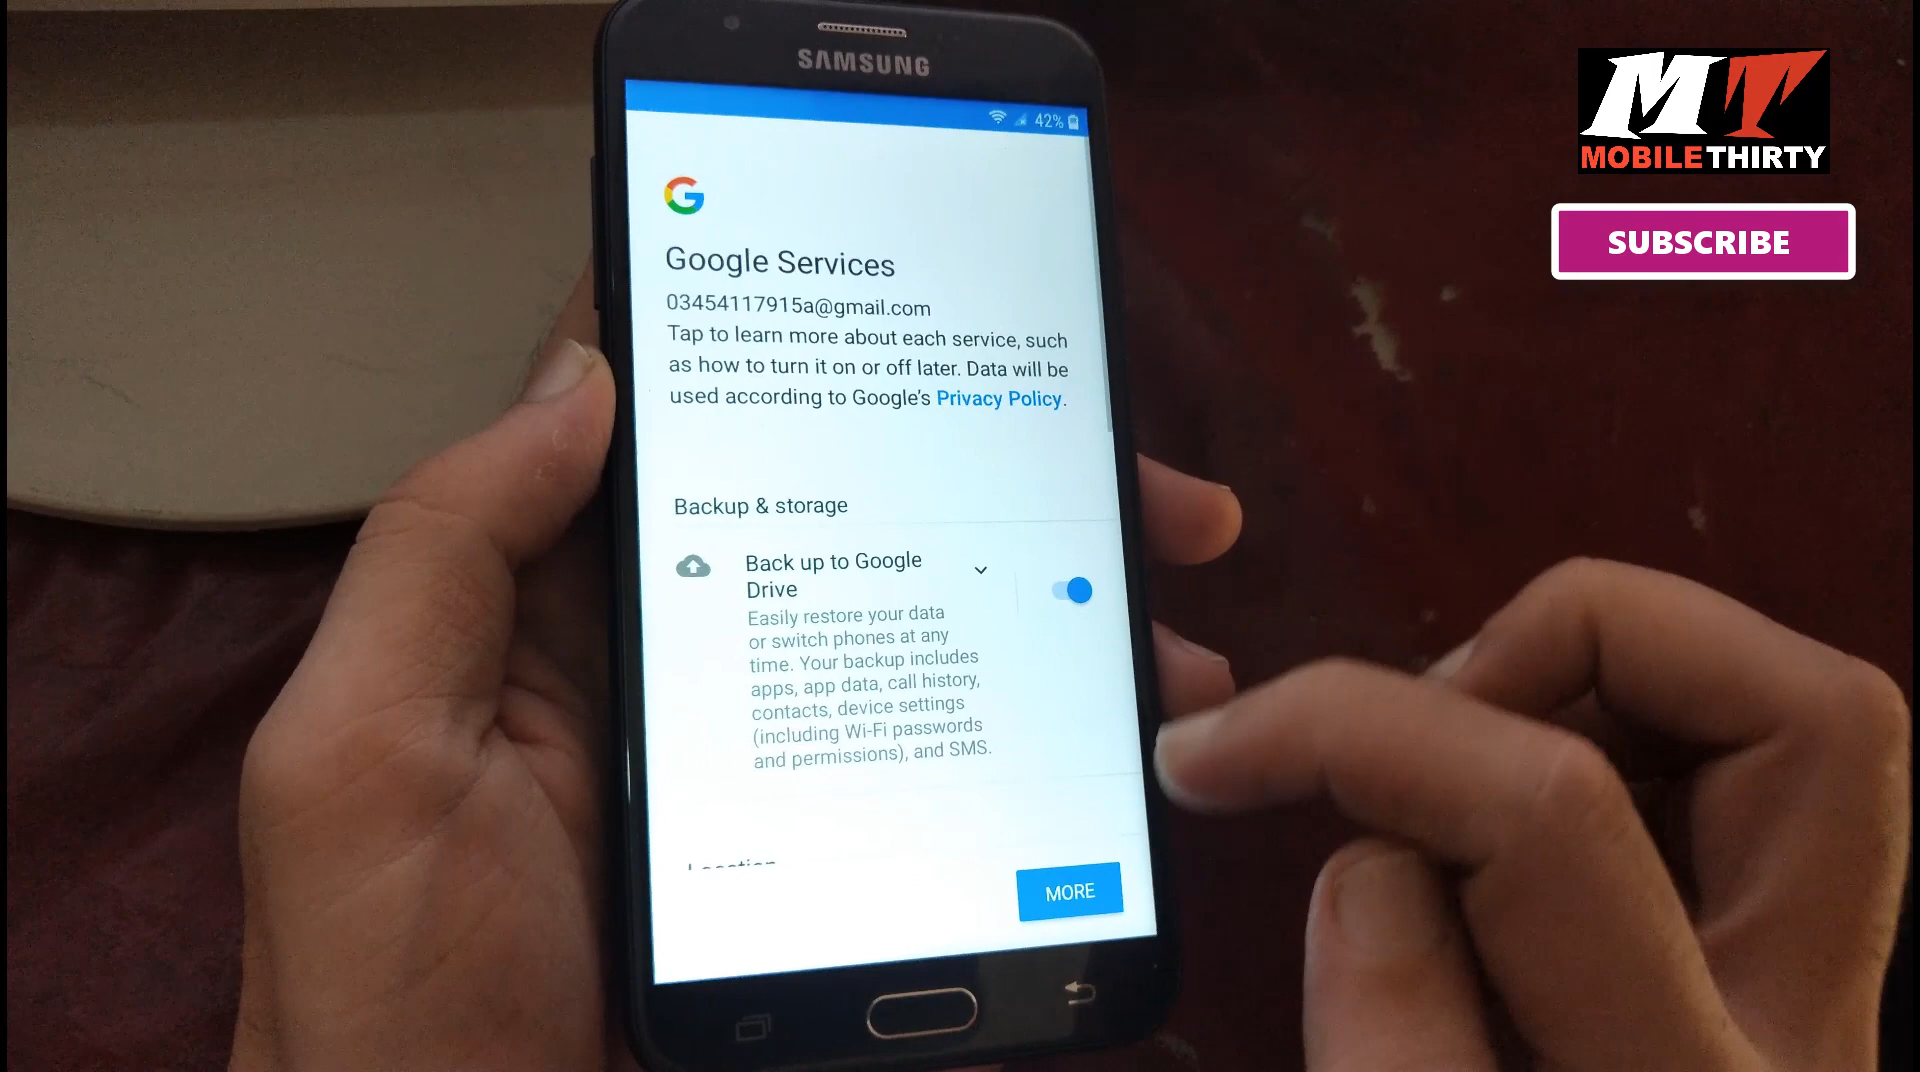 SAMSUNG
42%
G
Google Services
03454117915a@gmail.com
Tap to learn more about each service, such
as how to turn it on or off later. Data will be
used according to Google's Privacy Policy.
Backup & storage
Back up to Google
Drive
Easily restore your data
or switch phones at any
time. Your backup includes
apps, app data, call history,
contacts, device settings
(including Wi-Fi passwords
and permissions), and SMS.
Location
MORE
MT
MOBILETHIRTY
SUBSCRIBE